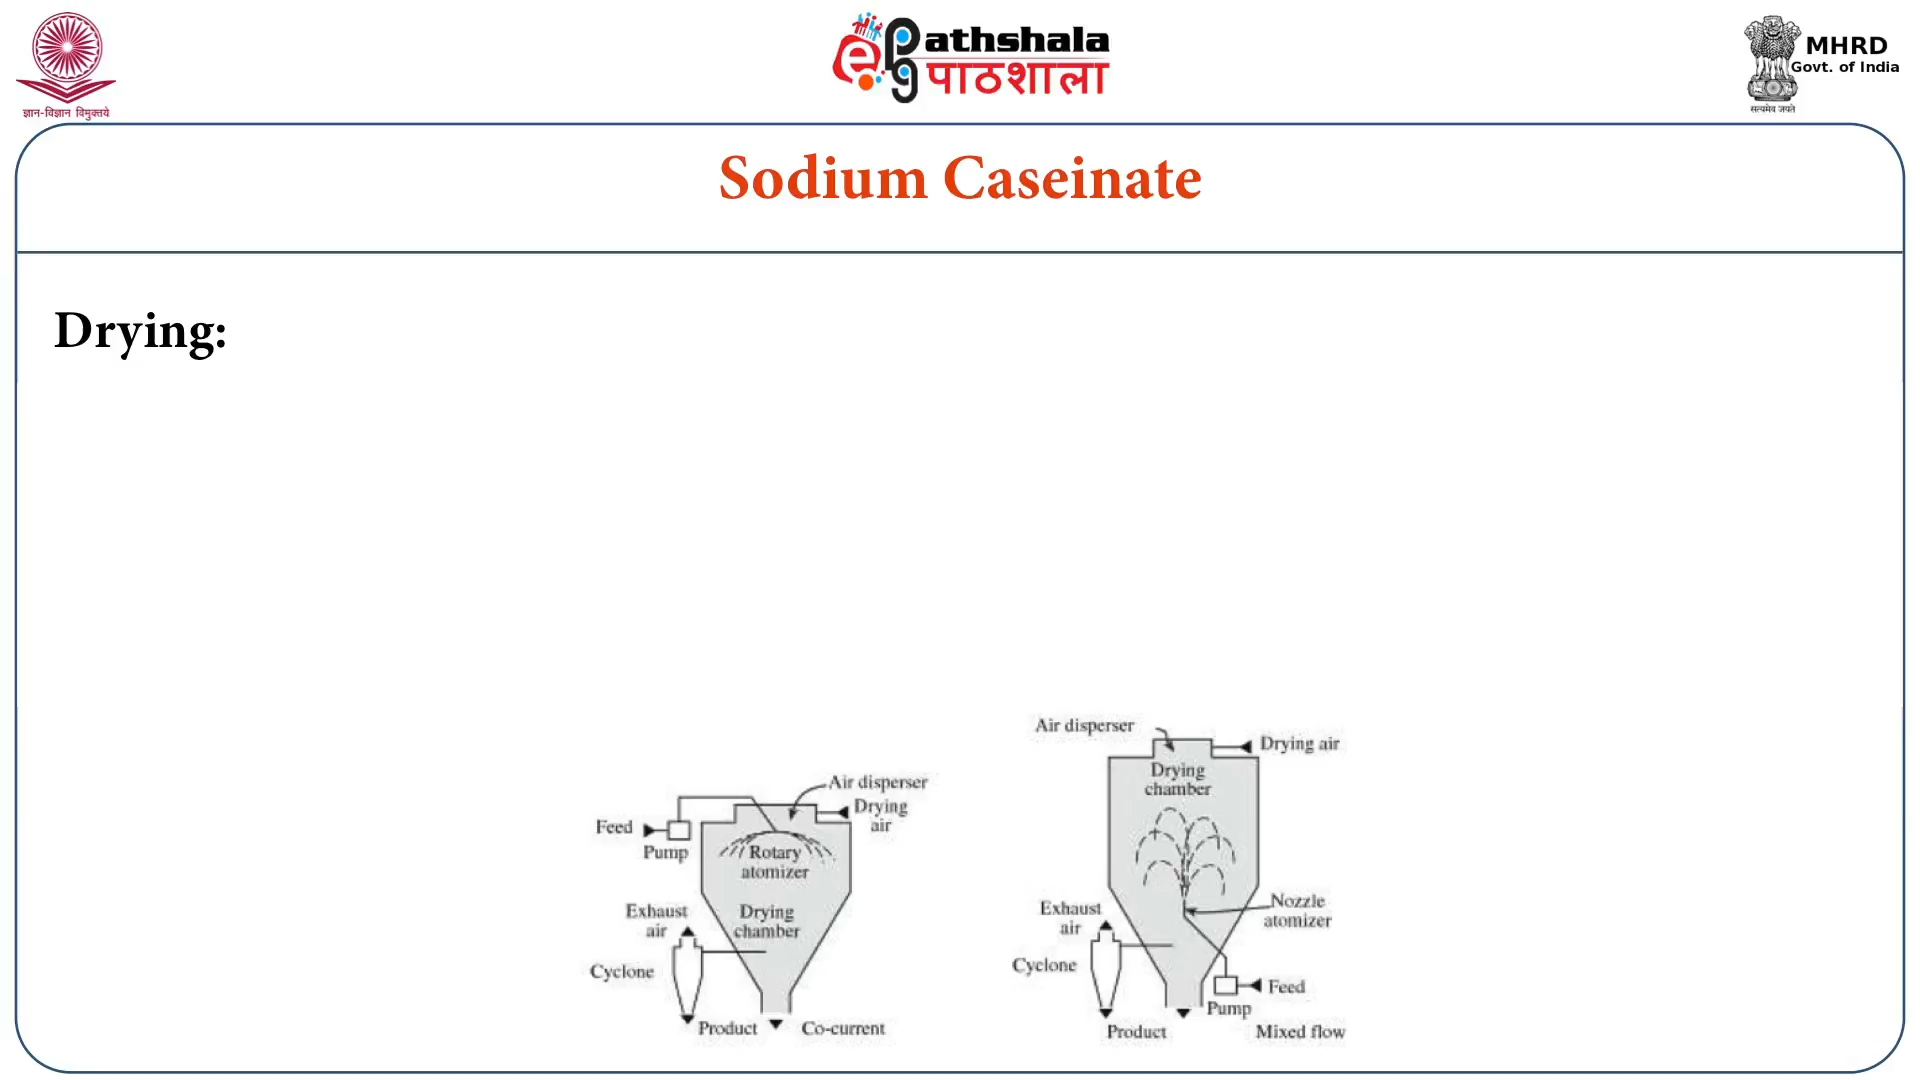 ज्ञान-विज्ञान विमुक्तये
e
Pathshala
पाठशाला
MHRD
Govt. of India
सत्यमेव जयते
Sodium Caseinate
Drying:
Air disperser
Drying
air
Feed
Pump
Rotary
atomizer
Exhaust
air
Drying
chamber
Cyclone
Product
Co-current
Air disperser
Drying air
Drying
chamber
Nozzle
atomizer
Exhaust
air
Cyclone
Feed
Pump
Product
Mixed flow